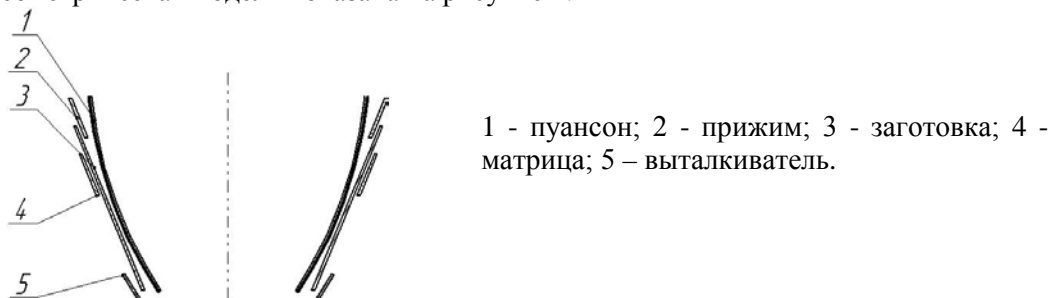 1
2
3
4
5
1 - пуансон; 2 - прижим; 3 - заготовка; 4 -
матрица; 5 – выталкиватель.